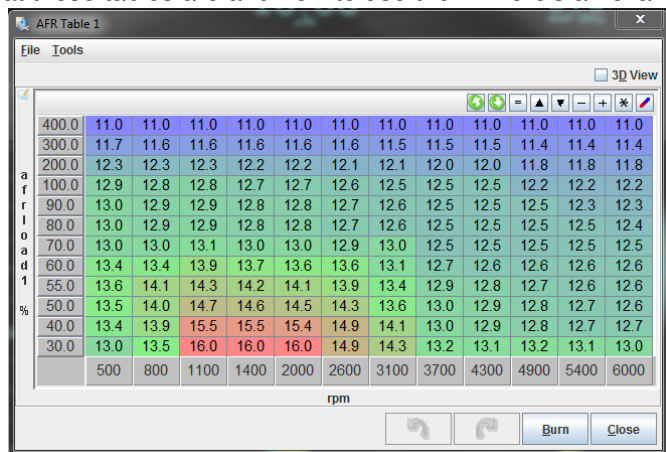 AFR Table 1
x
File Tools
3D View
= − + *
400.0 11.0 11.0 11.0 11.0 11.0 11.0 11.0 11.0 11.0 11.0 11.0 11.0
300.0 11.7 11.6 11.6 11.6 11.6 11.6 11.5 11.5 11.5 11.4 11.4 11.4
200.0 12.3 12.3 12.3 12.2 12.2 12.1 12.1 12.0 12.0 11.8 11.8 11.8
100.0 12.9 12.8 12.8 12.7 12.7 12.6 12.5 12.5 12.5 12.2 12.2 12.2
90.0 13.0 12.9 12.9 12.8 12.8 12.7 12.6 12.5 12.5 12.5 12.3 12.3
80.0 13.0 12.9 12.9 12.8 12.8 12.7 12.6 12.5 12.5 12.5 12.5 12.4
70.0 13.0 13.0 13.1 13.0 13.0 12.9 13.0 12.5 12.5 12.5 12.5 12.5
60.0 13.4 13.4 13.9 13.7 13.6 13.6 13.1 12.7 12.6 12.6 12.6 12.6
55.0 13.6 14.1 14.3 14.2 14.1 13.9 13.4 12.9 12.8 12.7 12.6 12.6
50.0 13.5 14.0 14.7 14.6 14.5 14.3 13.6 13.0 12.9 12.8 12.7 12.6
40.0 13.4 13.9 15.5 15.5 15.4 14.9 14.1 13.0 12.9 12.8 12.7 12.7
30.0 13.0 13.5 16.0 16.0 16.0 14.9 14.3 13.2 13.1 13.2 13.1 13.0
afrload1 %
500 800 1100 1400 2000 2600 3100 3700 4300 4900 5400 6000
rpm
Burn Close